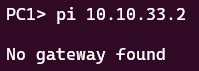 PC1> pi 10.10.33.2
No gateway found